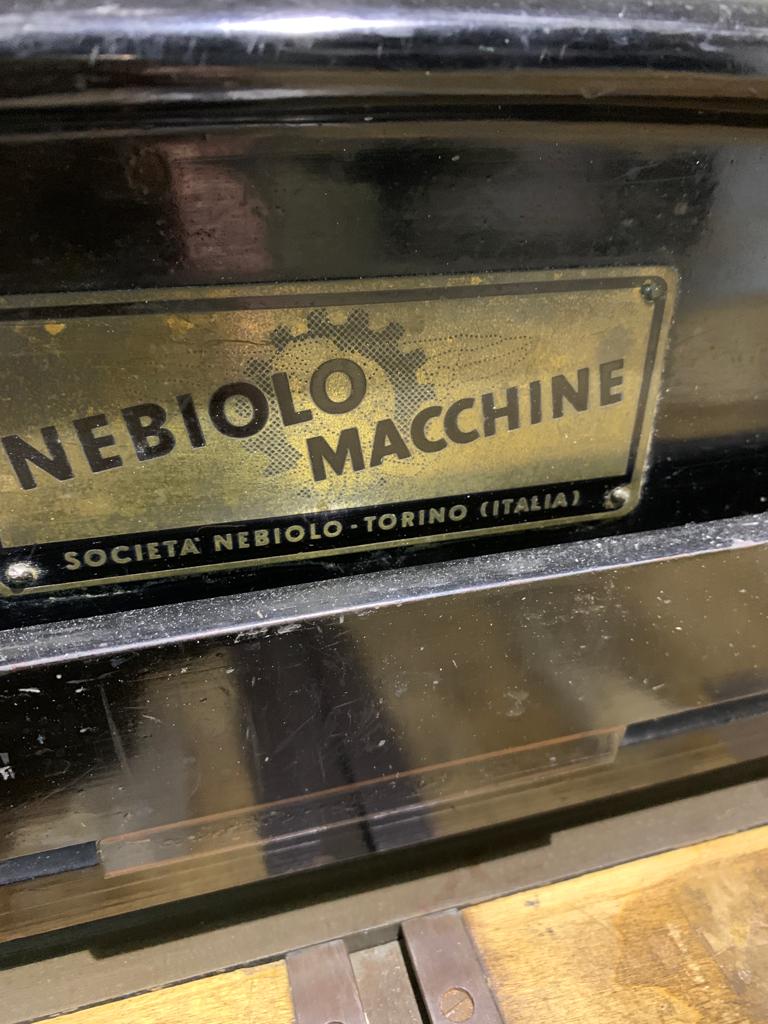 NEBIOLO
MACCHINE
SOCIETA' NEBIOLO - TORINO (ITALIA)